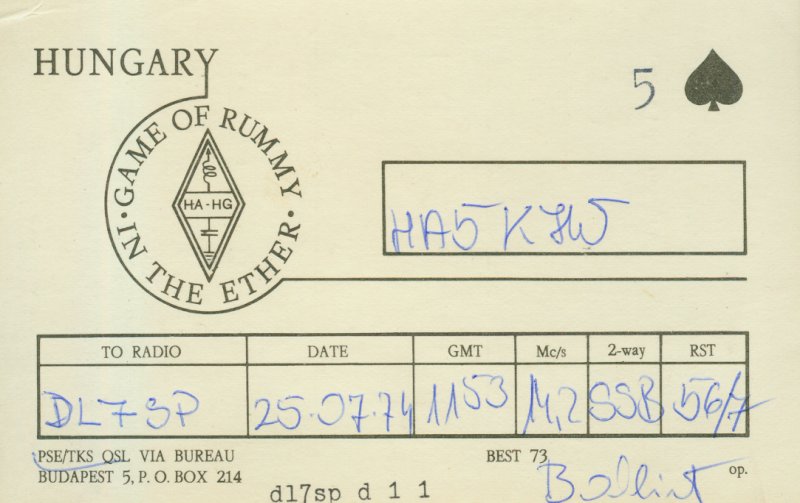 HUNGARY
5
GAME OF RUMMY
IN THE ETHER
HA-HG
HA5KHW
TO RADIO DATE GMT Mc/s 2-way RST
DL7SP 25.07.74 1153 14,2 SSB 56/7
PSE/TKS QSL VIA BUREAU
BUDAPEST 5, P. O. BOX 214
BEST 73
Bálint op.
dl7sp d 1 1